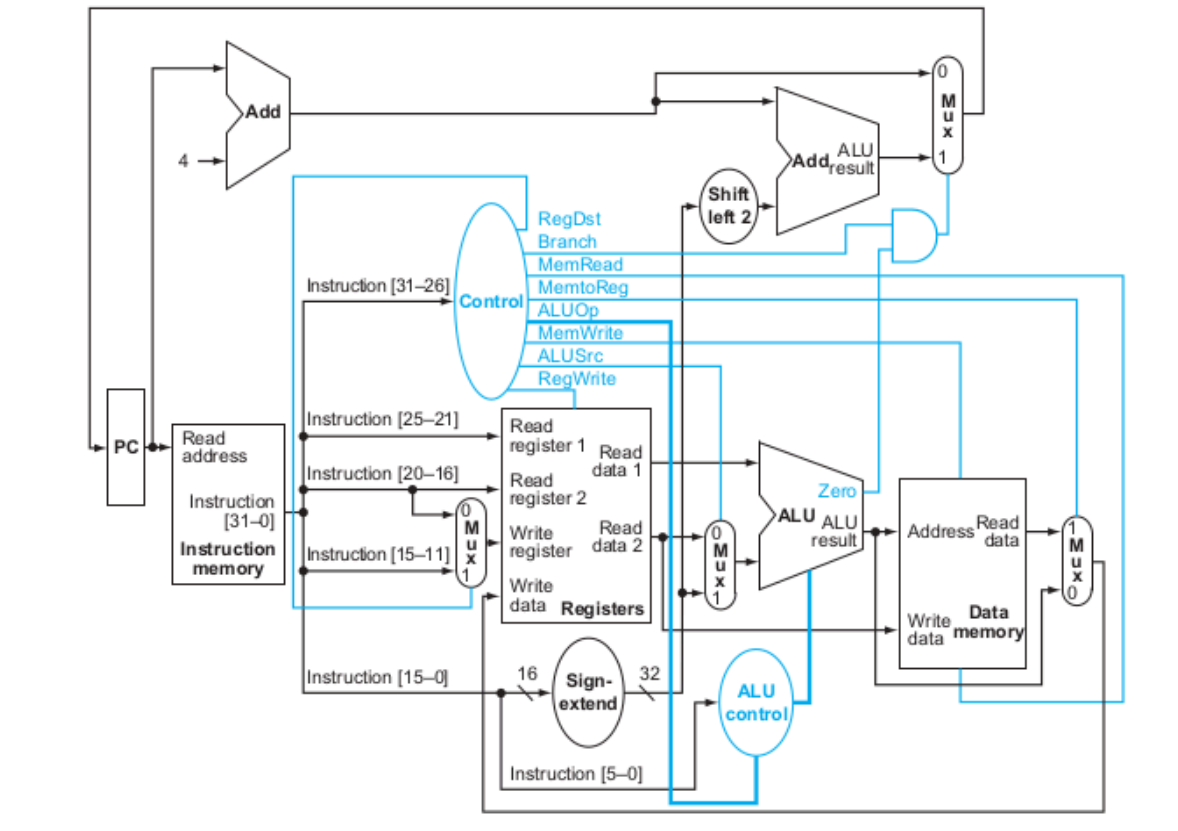 0
M
u
x
1
Add
4
Add
ALU
result
Shift
left 2
RegDst
Branch
MemRead
MemtoReg
ALUOp
MemWrite
ALUSrc
RegWrite
Control
Instruction [31–26]
Instruction [25–21]
Instruction [20–16]
Instruction [15–11]
Instruction [15–0]
Instruction [5–0]
PC
Read
address
Instruction
[31–0]
Instruction
memory
0
M
u
x
1
Read
register 1
Read
register 2
Write
register
Write
data
Read
data 1
Read
data 2
Registers
0
M
u
x
1
Zero
ALU
ALU
result
Address
Read
data
Write
data
Data
memory
1
M
u
x
0
16
Sign-
extend
32
ALU
control